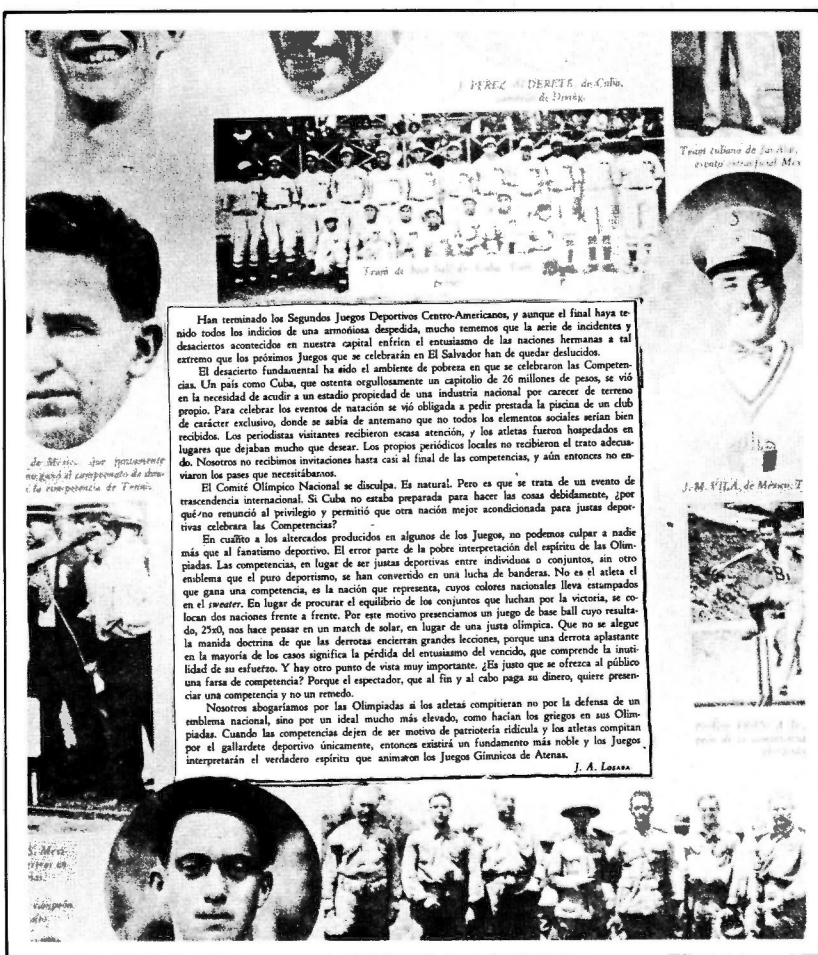 J. PEREZ ALDERETE, de Cuba,
de Diving.
Team cubano de
evento
Team de base ball de Cuba.
Han terminado los Segundos Juegos Deportivos Centro-Americanos, y aunque el final haya te-
nido todos los indicios de una armoñiosa despedida, mucho tememos que la serie de incidentes y
desaciertos acontecidos en nuestra capital enfríen el entusiasmo de las naciones hermanas a tal
extremo que los próximos Juegos que se celebrarán en El Salvador han de quedar deslucidos.
El desacierto fundamental ha sido el ambiente de pobreza en que se celebraron las Competen-
cias. Un país como Cuba, que ostenta orgullosamente un capitolio de 26 millones de pesos, se vió
en la necesidad de acudir a un estadio propiedad de una industria nacional por carecer de terreno
propio. Para celebrar los eventos de natación se vió obligada a pedir prestada la piscina de un club
de carácter exclusivo, donde se sabía de antemano que no todos los elementos sociales serían bien
recibidos. Los periodistas visitantes recibieron escasa atención, y los atletas fueron hospedados en
lugares que dejaban mucho que desear. Los propios periódicos locales no recibieron el trato adecua-
do. Nosotros no recibimos invitaciones hasta casi al final de las competencias, y aún entonces no en-
viaron los pases que necesitábamos.
El Comité Olímpico Nacional se disculpa. Es natural. Pero es que se trata de un evento de
trascendencia internacional. Si Cuba no estaba preparada para hacer las cosas debidamente, ¿por
qué no renunció al privilegio y permitió que otra nación mejor acondicionada para justas depor-
tivas celebrara las Competencias?
En cuanto a los altercados producidos en algunos de los Juegos, no podemos culpar a nadie
más que al fanatismo deportivo. El error parte de la pobre interpretación del espíritu de las Olim-
piadas. Las competencias, en lugar de ser justas deportivas entre individuos o conjuntos, sin otro
emblema que el puro deportismo, se han convertido en una lucha de banderas. No es el atleta el
que gana una competencia, es la nación que representa, cuyos colores nacionales lleva estampados
en el sweater. En lugar de procurar el equilibrio de los conjuntos que luchan por la victoria, se co-
locan dos naciones frente a frente. Por este motivo presenciamos un juego de base ball cuyo resulta-
do, 25x0, nos hace pensar en un match de solar, en lugar de una justa olímpica. Que no se alegue
la manida doctrina de que las derrotas encierran grandes lecciones, porque una derrota aplastante
en la mayoría de los casos significa la pérdida del entusiasmo del vencido, que comprende la inuti-
lidad de su esfuerzo. Y hay otro punto de vista muy importante. ¿Es justo que se ofrezca al público
una farsa de competencia? Porque el espectador, que al fin y al cabo paga su dinero, quiere presen-
ciar una competencia y no un remedo.
Nosotros abogaríamos por las Olimpiadas si los atletas compitieran no por la defensa de un
emblema nacional, sino por un ideal mucho más elevado, como hacían los griegos en sus Olim-
piadas. Cuando las competencias dejen de ser motivo de patriotería ridícula y los atletas compitan
por el gallardete deportivo únicamente, entonces existirá un fundamento más noble y los Juegos
interpretarán el verdadero espíritu que animaron los Juegos Gímnicos de Atenas.
J. A. LOSADA
de México, que
ganó el campeonato de
la competencia de Tennis.
J. M. VILA, de México, T
campeón